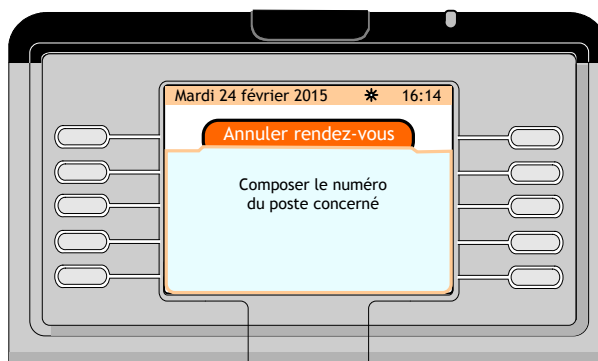 Mardi 24 février 2015 16:14
Annuler rendez-vous
Composer le numéro
du poste concerné